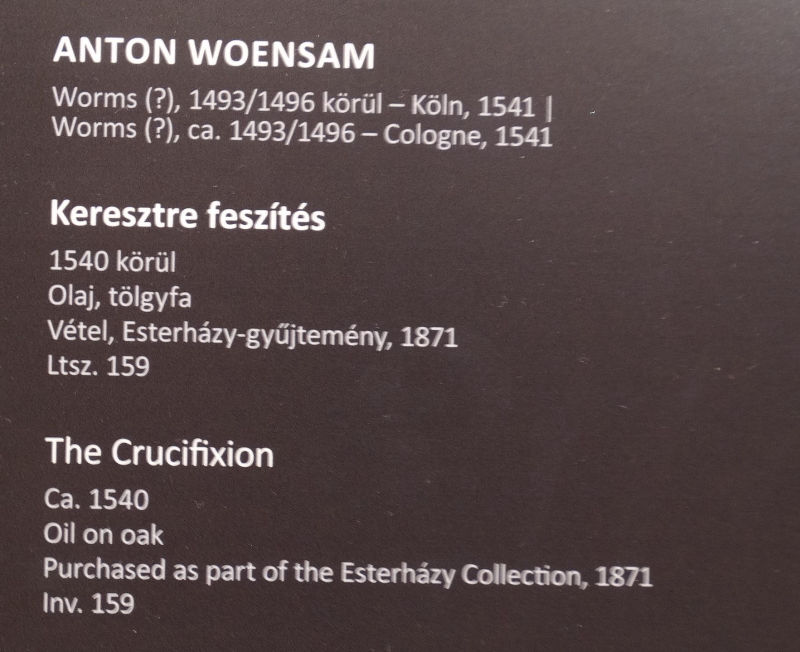 ANTON WOENSAM
Worms (?), 1493/1496 körül – Köln, 1541 |
Worms (?), ca. 1493/1496 – Cologne, 1541
Keresztre feszítés
1540 körül
Olaj, tölgyfa
Vétel, Esterházy-gyűjtemény, 1871
Ltsz. 159
The Crucifixion
Ca. 1540
Oil on oak
Purchased as part of the Esterházy Collection, 1871
Inv. 159